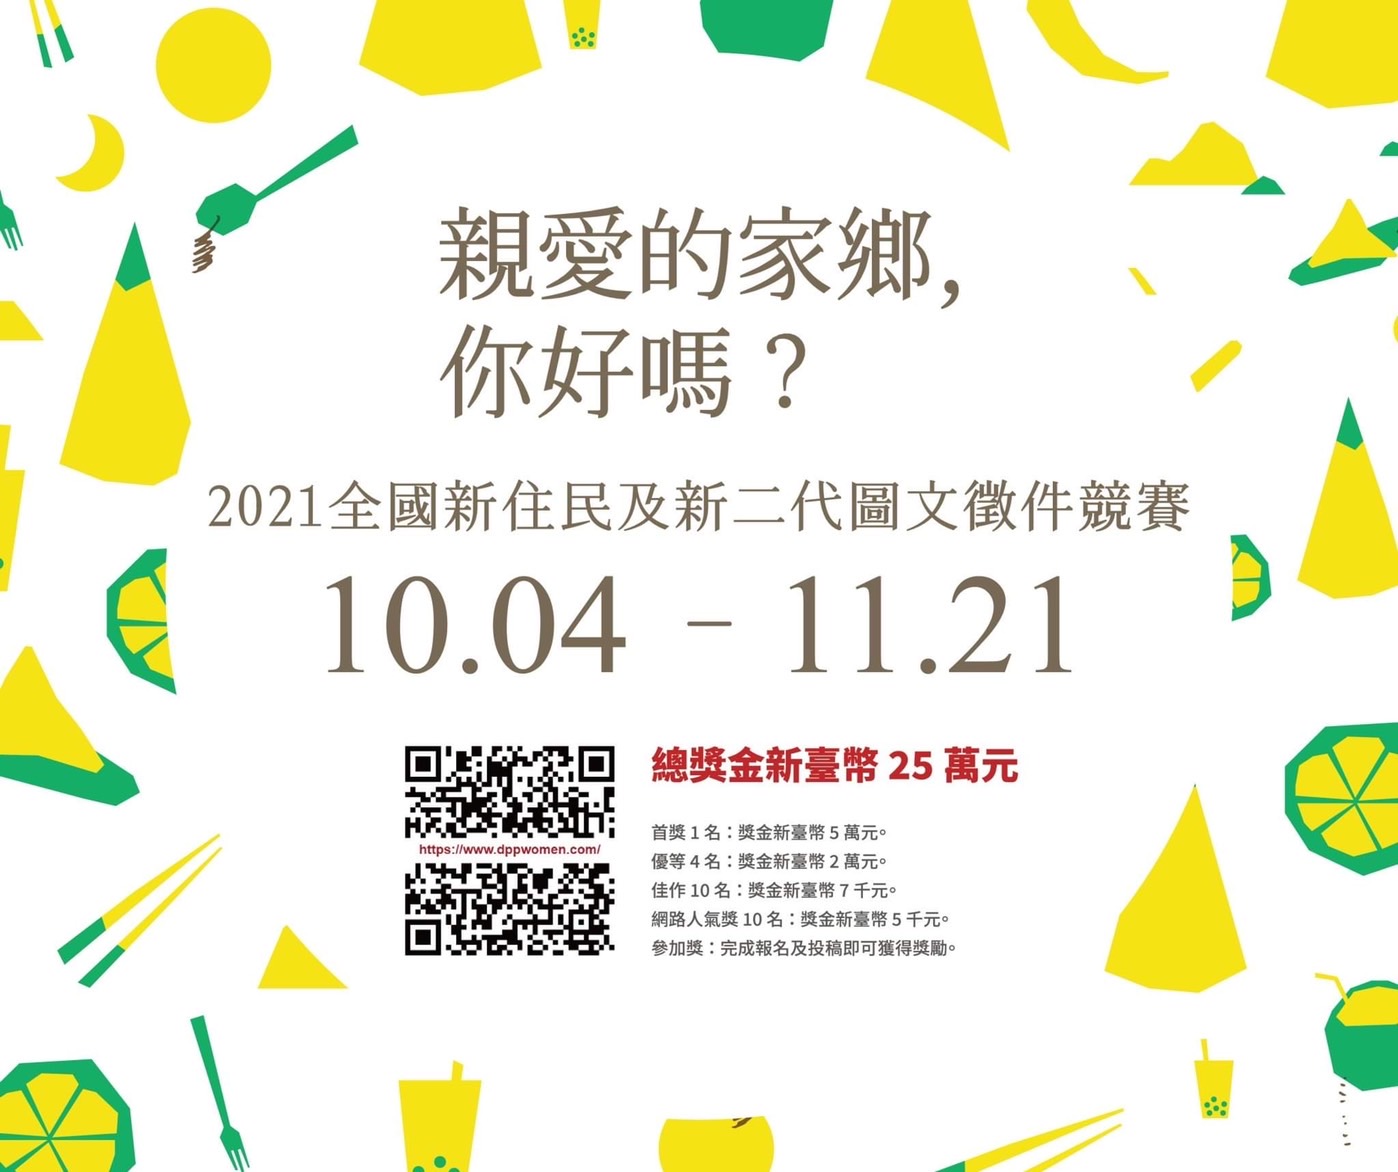 親愛的家鄉,
你好嗎？
2021全國新住民及新二代圖文徵件競賽
10.04 – 11.21
https://www.dppwomen.com/
總獎金新臺幣 25 萬元
首獎 1 名：獎金新臺幣 5 萬元。
優等 4 名：獎金新臺幣 2 萬元。
佳作 10 名：獎金新臺幣 7 千元。
網路人氣獎 10 名：獎金新臺幣 5 千元。
參加獎：完成報名及投稿即可獲得獎勵。